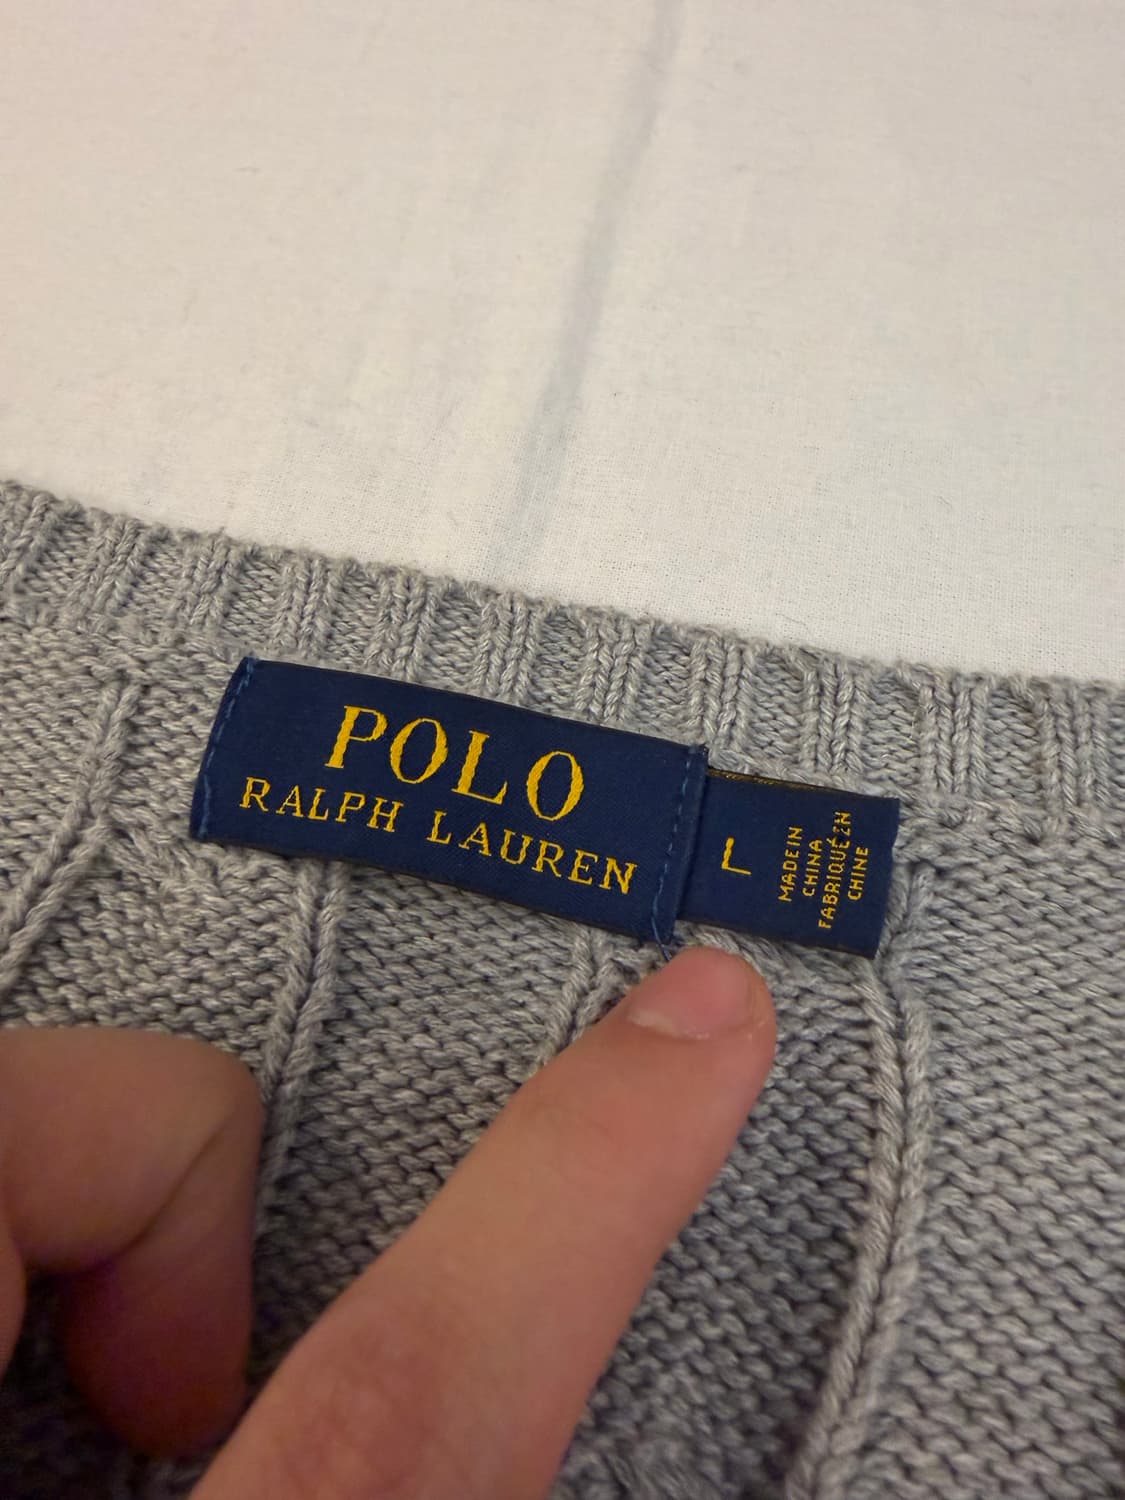 POLO
RALPH LAUREN
L
MADE IN
CHINA
FABRIQUÉ EN
CHINE